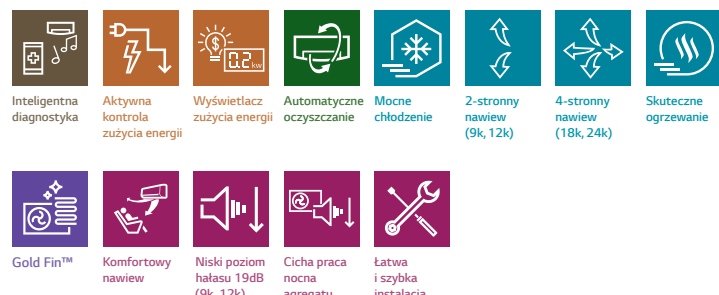 0.2 kw
Inteligentna
diagnostyka
Aktywna
kontrola
zużycia energii
Wyświetlacz
zużycia energii
Automatyczne
oczyszczanie
Mocne
chłodzenie
2-stronny
nawiew
(9k, 12k)
4-stronny
nawiew
(18k, 24k)
Skuteczne
ogrzewanie
Gold Fin™
Komfortowy
nawiew
Niski poziom
hałasu 19dB
(9k, 12k)
Cicha praca
nocna
agregatu
Łatwa
i szybka
instalacja